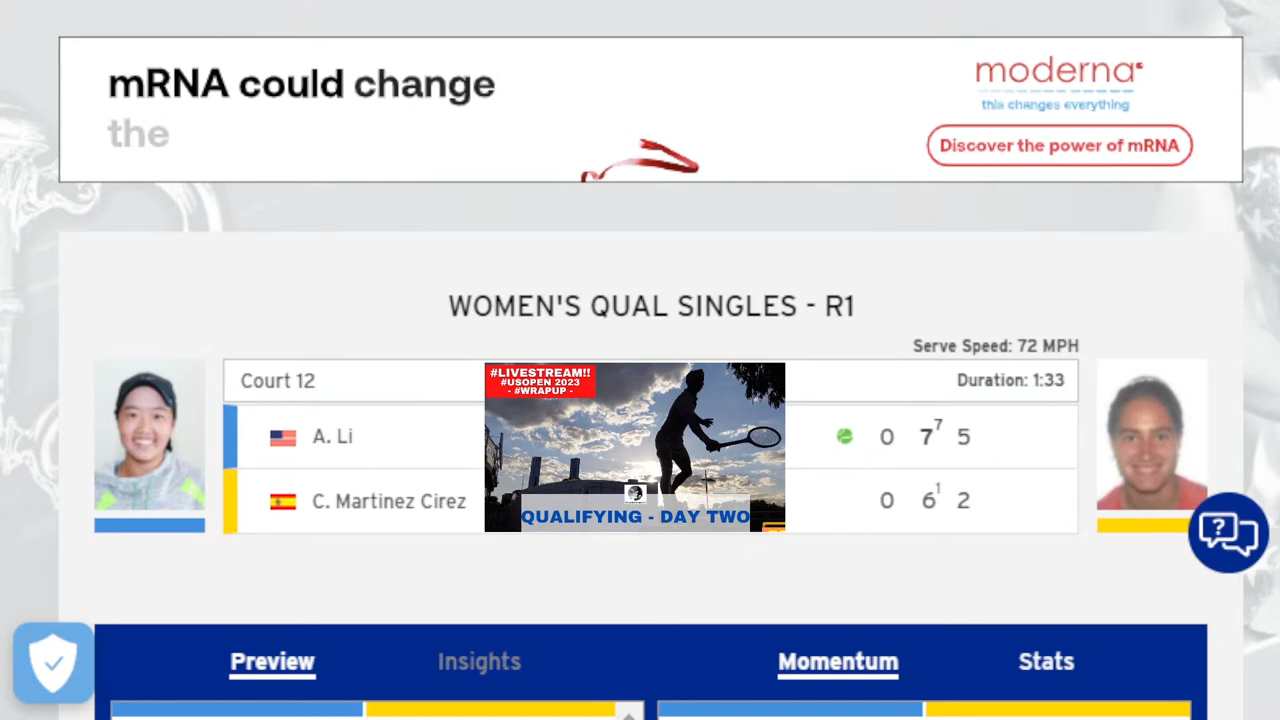 mRNA could change
the
moderna
this changes everything
Discover the power of mRNA
WOMEN'S QUAL SINGLES - R1
Serve Speed: 72 MPH
Court 12
Duration: 1:33
#LIVESTREAM!!
#USOPEN 2023
- #WRAPUP -
A. Li
0 7 7 5
C. Martinez Cirez
0 6 1 2
QUALIFYING - DAY TWO
?
Preview
Insights
Momentum
Stats